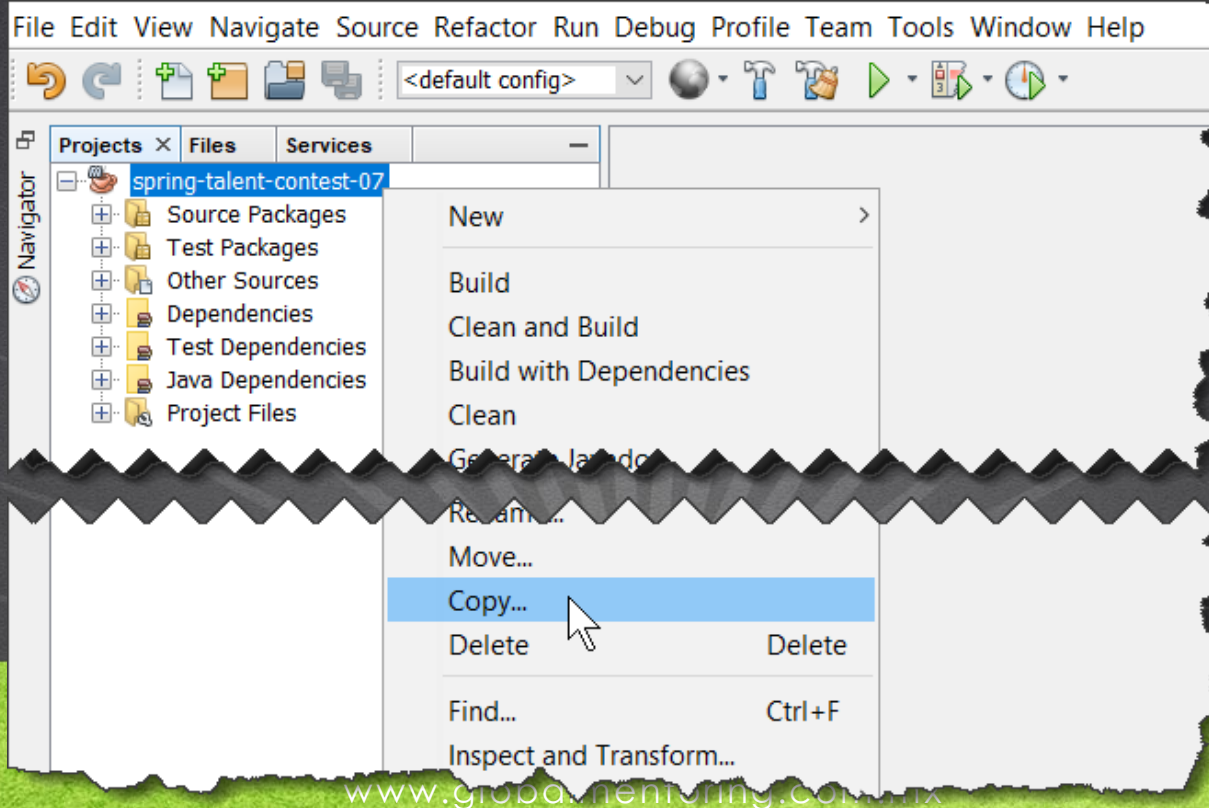 File Edit View Navigate Source Refactor Run Debug Profile Team Tools Window Help
<default config>
Projects Files Services
Navigator
spring-talent-contest-07
Source Packages
Test Packages
Other Sources
Dependencies
Test Dependencies
Java Dependencies
Project Files
New
Build
Clean and Build
Build with Dependencies
Clean
Move...
Copy...
Delete Delete
Find... Ctrl+F
Inspect and Transform...